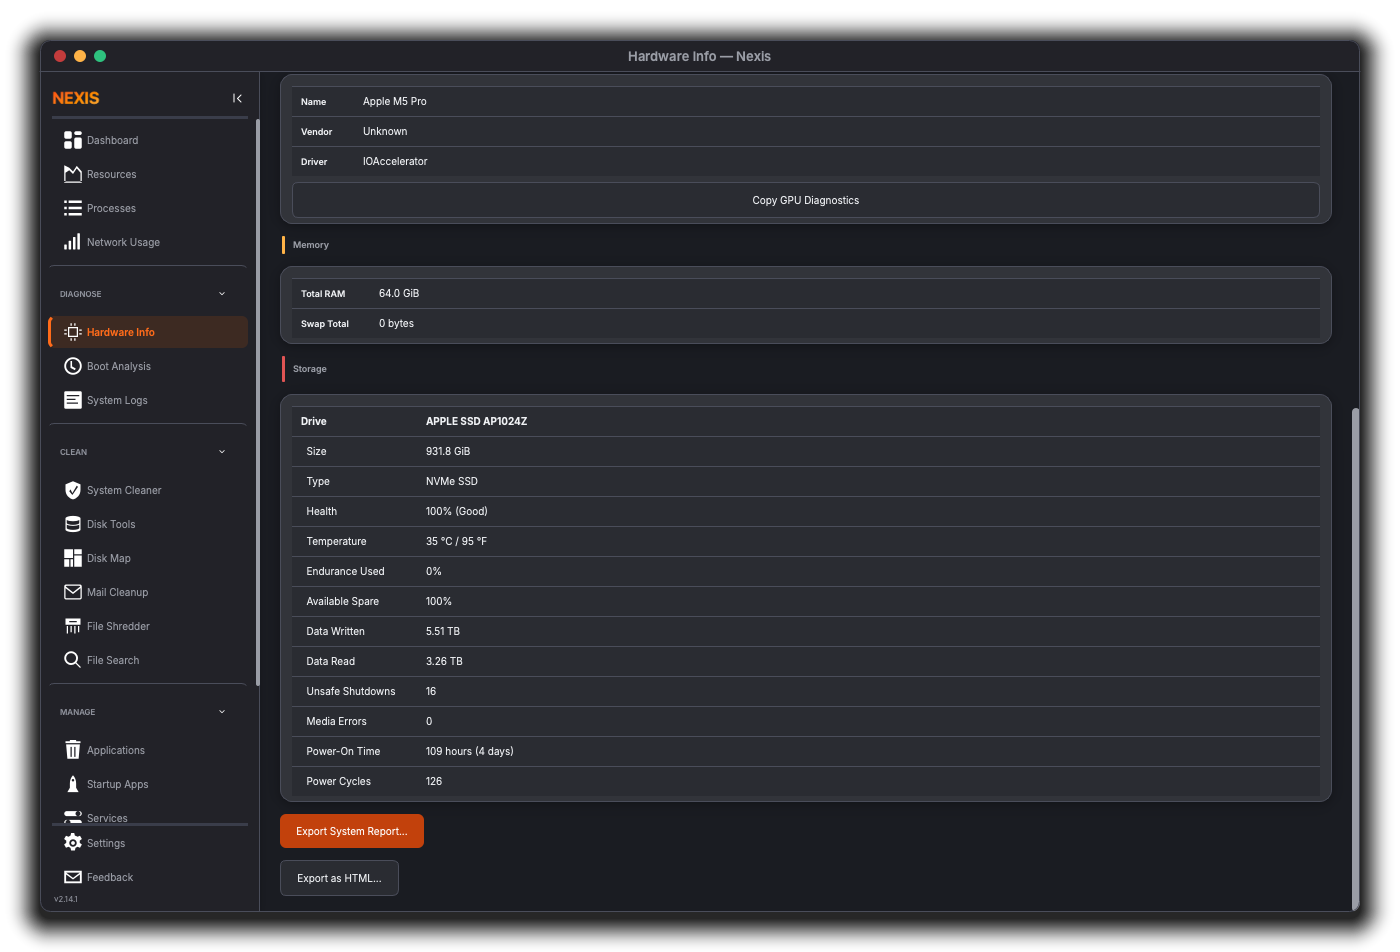 Hardware Info — Nexis
NEXIS
Dashboard
Resources
Processes
Network Usage
DIAGNOSE
Hardware Info
Boot Analysis
System Logs
CLEAN
System Cleaner
Disk Tools
Disk Map
Mail Cleanup
File Shredder
File Search
MANAGE
Applications
Startup Apps
Services
Settings
Feedback
v2.14.1
Name Apple M5 Pro
Vendor Unknown
Driver IOAccelerator
Copy GPU Diagnostics
Memory
Total RAM 64.0 GiB
Swap Total 0 bytes
Storage
Drive APPLE SSD AP1024Z
Size 931.8 GiB
Type NVMe SSD
Health 100% (Good)
Temperature 35 °C / 95 °F
Endurance Used 0%
Available Spare 100%
Data Written 5.51 TB
Data Read 3.26 TB
Unsafe Shutdowns 16
Media Errors 0
Power-On Time 109 hours (4 days)
Power Cycles 126
Export System Report...
Export as HTML...